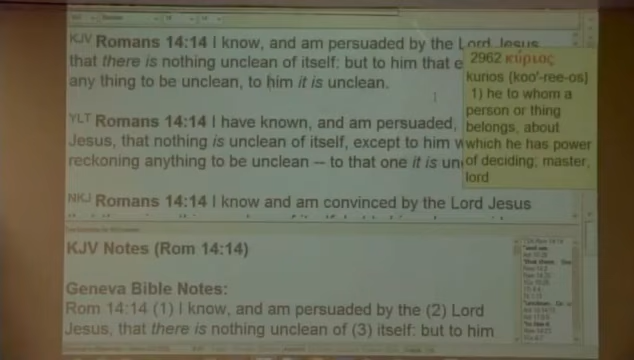 KJV Romans 14:14 I know, and am persuaded by the Lord Jesus
that there is nothing unclean of itself: but to him that e
any thing to be unclean, to him it is unclean.
YLT Romans 14:14 I have known, and am persuaded,
Jesus, that nothing is unclean of itself, except to him w
reckoning anything to be unclean -- to that one it is un
NKJ Romans 14:14 I know and am convinced by the Lord Jesus
2962 κύριος
kurios {koo'-ree-os}
1) he to whom a
person or thing
belongs, about
which he has power
of deciding; master,
lord
KJV Notes (Rom 14:14)
Geneva Bible Notes:
Rom 14:14 (1) I know, and am persuaded by the (2) Lord
Jesus, that there is nothing unclean of (3) itself: but to him